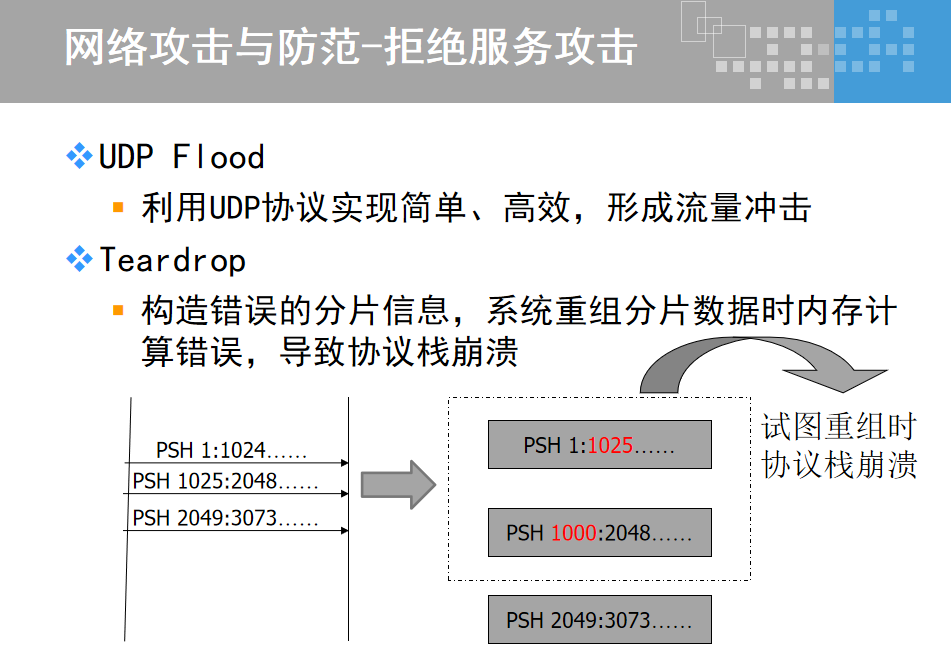 网络攻击与防范-拒绝服务攻击
UDP Flood
利用UDP协议实现简单、高效，形成流量冲击
Teardrop
构造错误的分片信息，系统重组分片数据时内存计
算错误，导致协议栈崩溃
PSH 1:1024……
PSH 1025:2048……
PSH 2049:3073……
PSH 1:1025……
PSH 1000:2048……
PSH 2049:3073……
试图重组时
协议栈崩溃